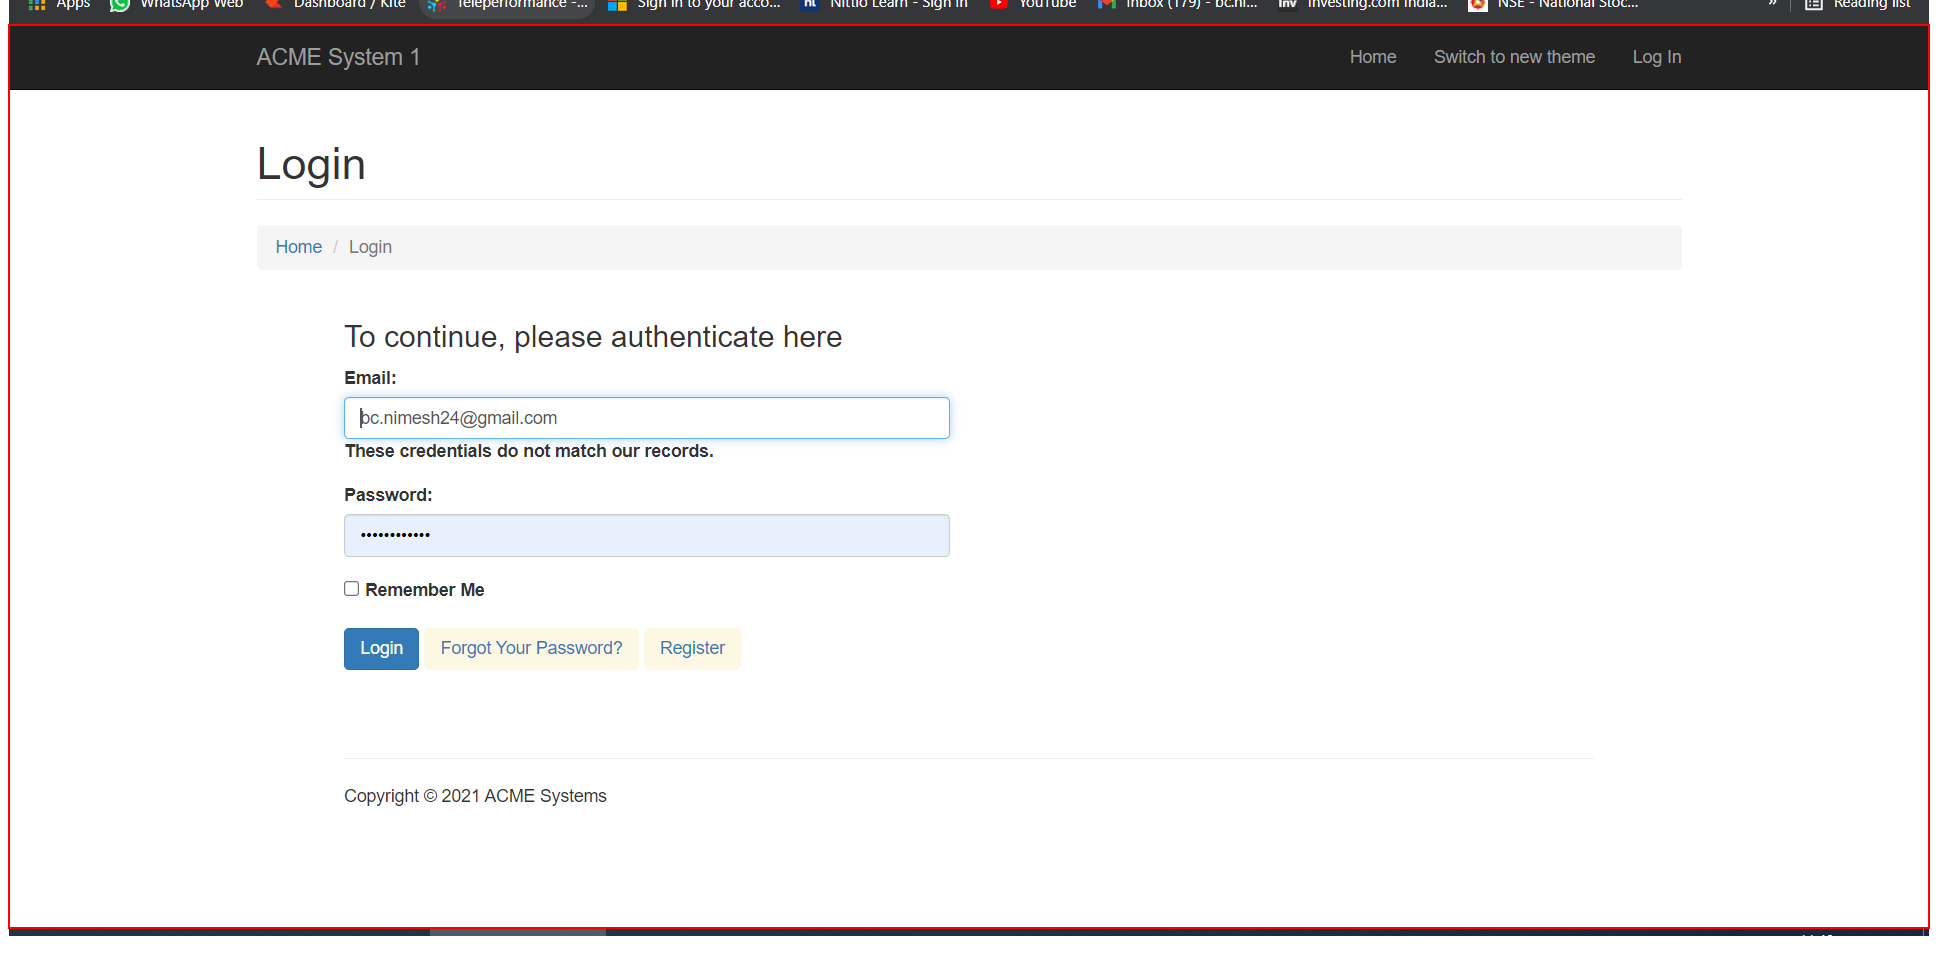 Apps WhatsApp Web Dashboard / Kite Teleperformance -... Sign in to your acco... Nittio Learn - Sign In YouTube Inbox (179) - bc.ni... Investing.com India... NSE - National Stoc... » Reading list
ACME System 1 Home Switch to new theme Log In
Login
Home / Login
To continue, please authenticate here
Email:
bc.nimesh24@gmail.com
These credentials do not match our records.
Password:
••••••••••••
Remember Me
Login Forgot Your Password? Register
Copyright © 2021 ACME Systems